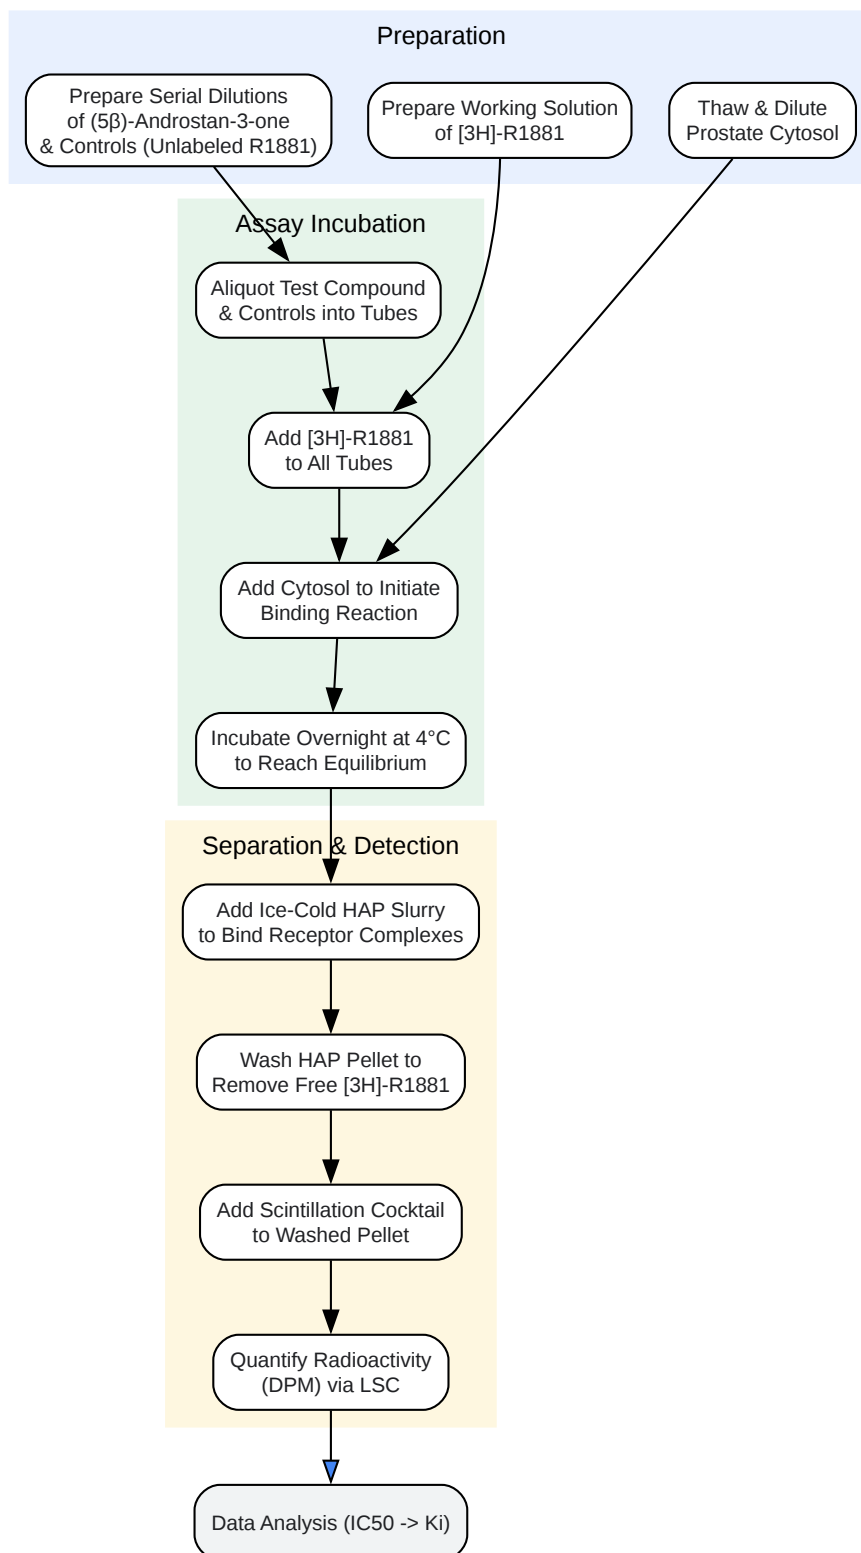 Preparation
Prepare Serial Dilutions
of (5β)-Androstan-3-one
& Controls (Unlabeled R1881)
Prepare Working Solution
of [3H]-R1881
Thaw & Dilute
Prostate Cytosol
Assay Incubation
Aliquot Test Compound
& Controls into Tubes
Add [3H]-R1881
to All Tubes
Add Cytosol to Initiate
Binding Reaction
Incubate Overnight at 4°C
to Reach Equilibrium
Separation & Detection
Add Ice-Cold HAP Slurry
to Bind Receptor Complexes
Wash HAP Pellet to
Remove Free [3H]-R1881
Add Scintillation Cocktail
to Washed Pellet
Quantify Radioactivity
(DPM) via LSC
Data Analysis (IC50 -> Ki)